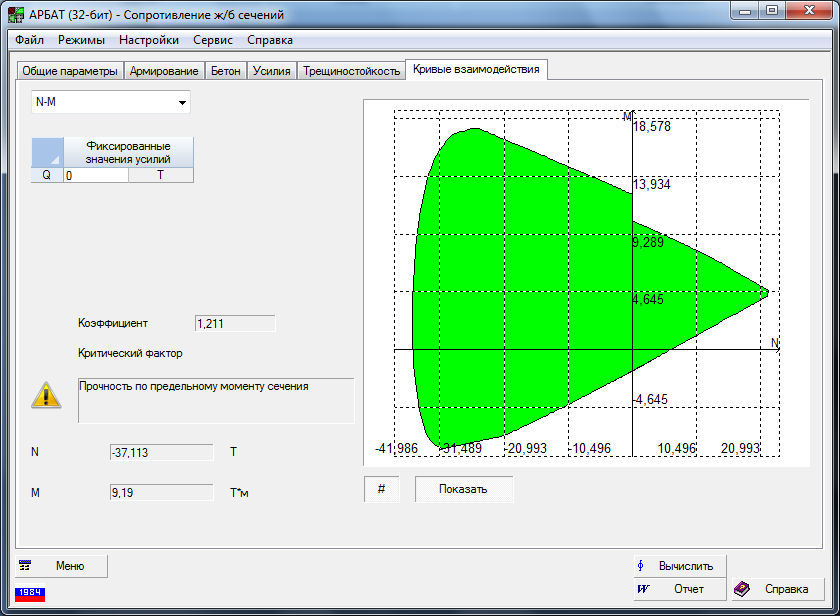 АРБАТ (32-бит) - Сопротивление ж/б сечений
Файл Режимы Настройки Сервис Справка
Общие параметры Армирование Бетон Усилия Трещиностойкость Кривые взаимодействия
N-M
Фиксированные
значения усилий
Q 0 Т
Коэффициент 1,211
Критический фактор
Прочность по предельному моменту сечения
N -37,113 Т
M 9,19 Т*м
M
18,578
13,934
9,289
4,645
N
-4,645
-41,986 -31,489 -20,993 -10,496 10,496 20,993
# Показать
Меню Вычислить
1984 Отчет Справка